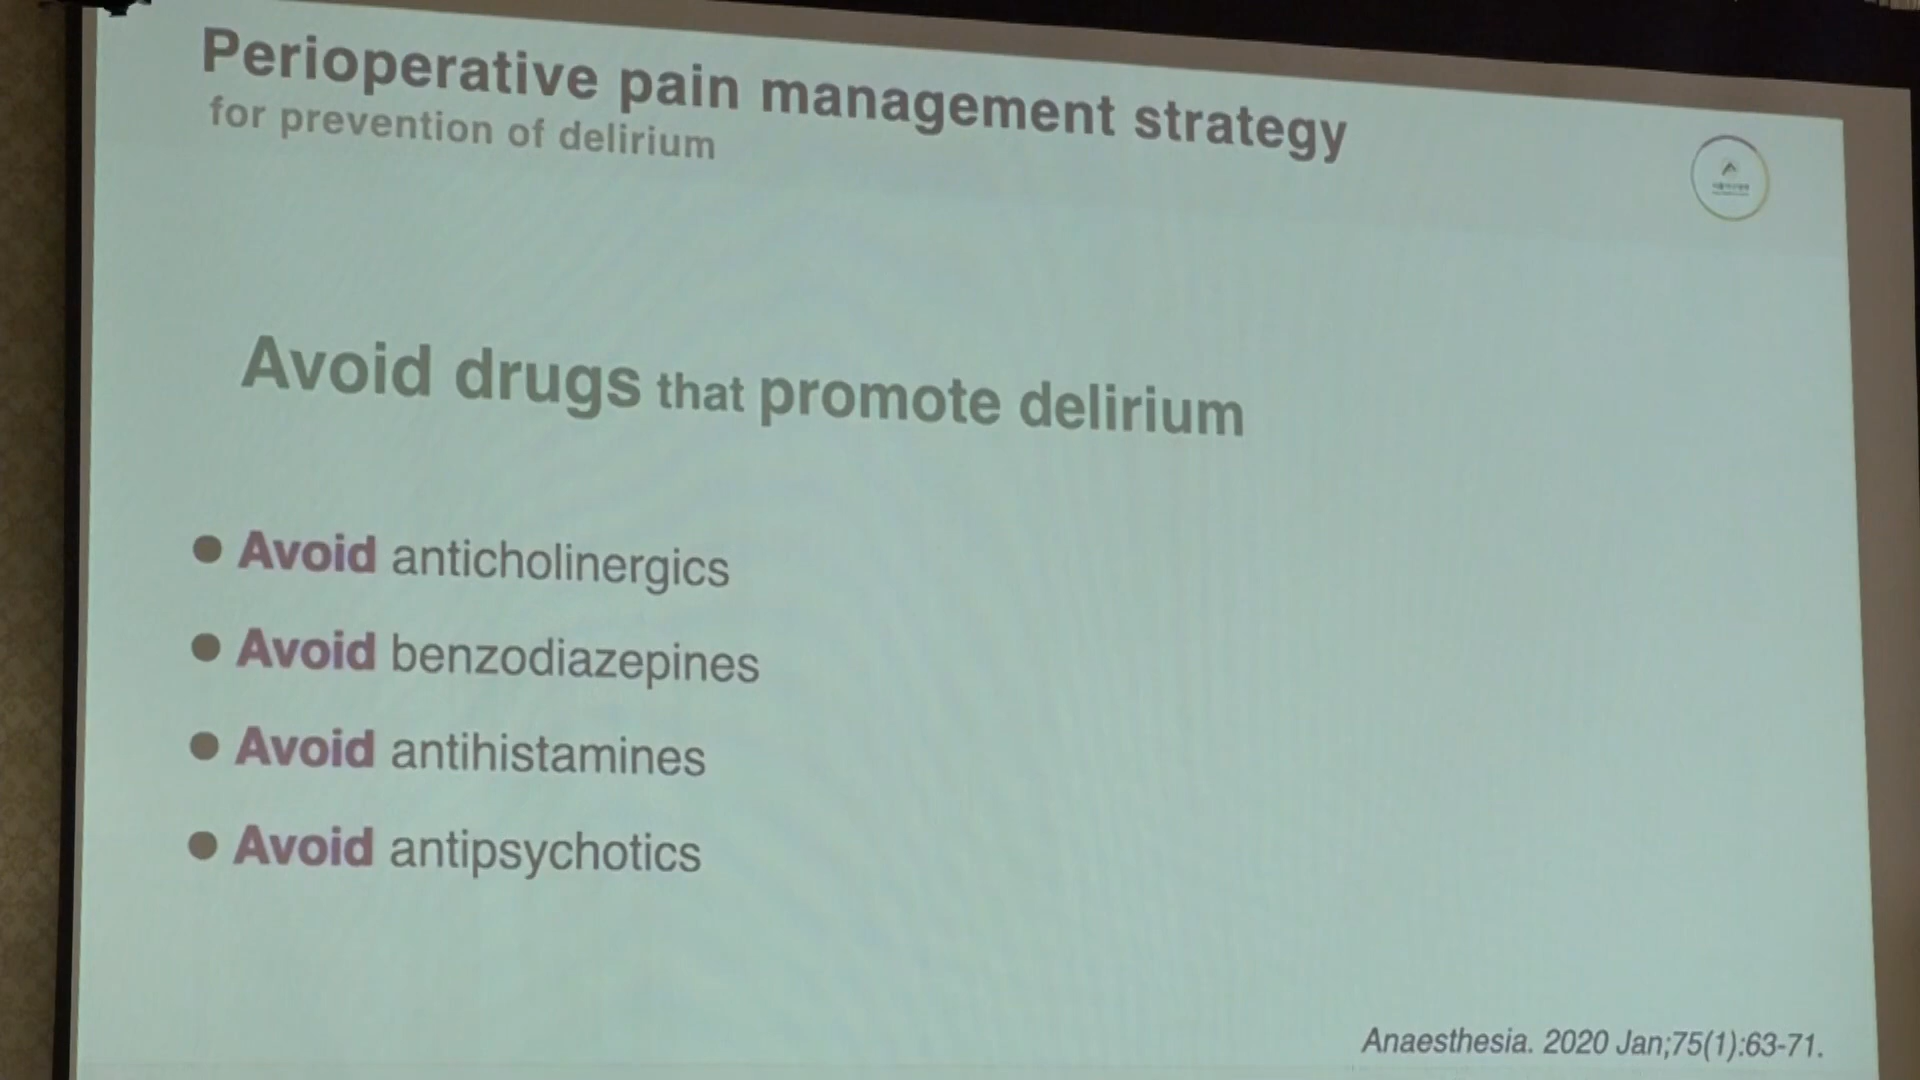 Perioperative pain management strategy
for prevention of delirium
Avoid drugs that promote delirium
● Avoid anticholinergics
● Avoid benzodiazepines
● Avoid antihistamines
● Avoid antipsychotics
Anaesthesia. 2020 Jan;75(1):63-71.